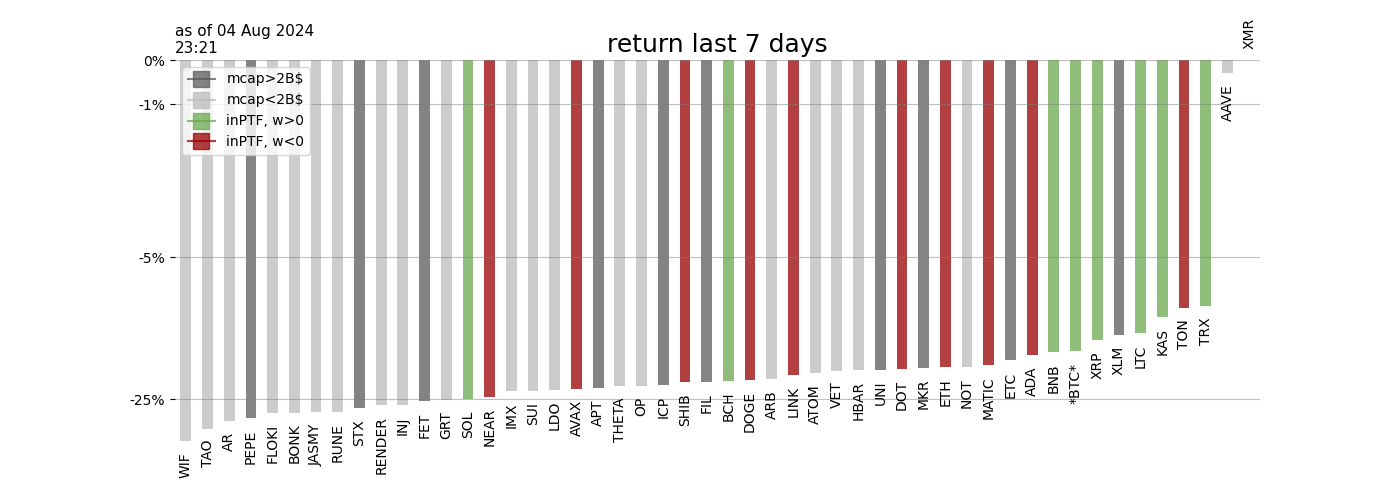 as of 04 Aug 2024
23:21
return last 7 days
XMR
0%
-1%
-5%
-25%
mcap>2B$
mcap<2B$
inPTF, w>0
inPTF, w<0
WIF
TAO
AR
PEPE
FLOKI
BONK
JASMY
RUNE
STX
RENDER
INJ
FET
GRT
SOL
NEAR
IMX
SUI
LDO
AVAX
APT
THETA
OP
ICP
SHIB
FIL
BCH
DOGE
ARB
LINK
ATOM
VET
HBAR
UNI
DOT
MKR
ETH
NOT
MATIC
ETC
ADA
BNB
*BTC*
XRP
XLM
LTC
KAS
TON
TRX
AAVE